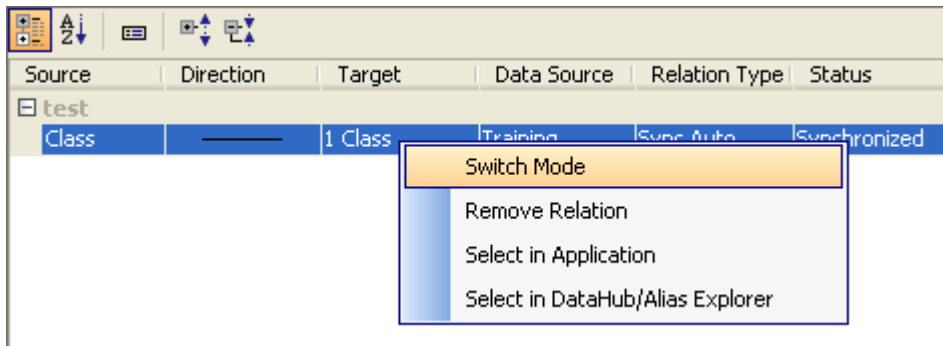 A
Z
Source Direction Target Data Source Relation Type Status
test
Class 1 Class Training Sync Auto Synchronized
Switch Mode
Remove Relation
Select in Application
Select in DataHub/Alias Explorer